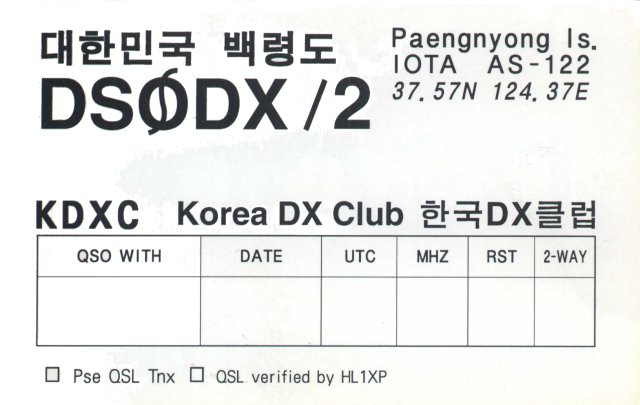 대한민국 백령도
DSØDX/2
Paengnyong Is.
IOTA AS-122
37.57N 124.37E
KDXC Korea DX Club 한국DX클럽
QSO WITH DATE UTC MHZ RST 2-WAY
□ Pse QSL Tnx □ QSL verified by HL1XP